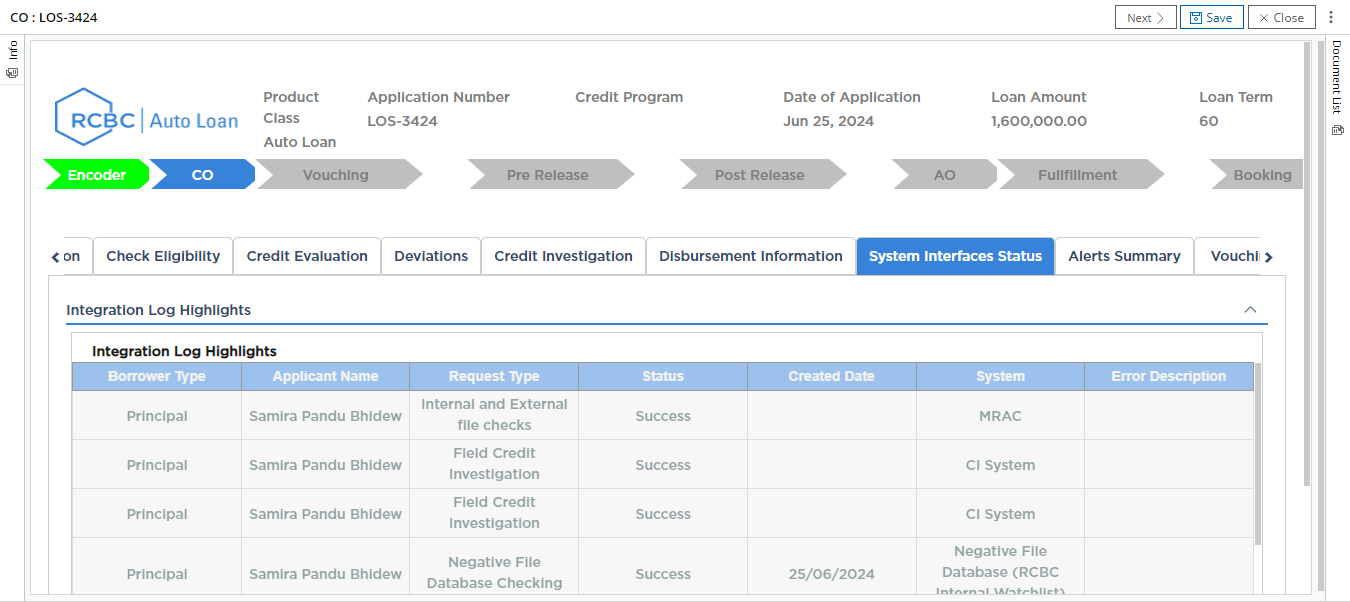 CO : LOS-3424
Next
Save
Close
Info
Document List
RCBC Auto Loan
Product Class
Auto Loan
Application Number
LOS-3424
Credit Program
Date of Application
Jun 25, 2024
Loan Amount
1,600,000.00
Loan Term
60
Encoder
CO
Vouching
Pre Release
Post Release
AO
Fullfillment
Booking
on
Check Eligibility
Credit Evaluation
Deviations
Credit Investigation
Disbursement Information
System Interfaces Status
Alerts Summary
Vouchi
Integration Log Highlights
Integration Log Highlights
Borrower Type Applicant Name Request Type Status Created Date System Error Description
Principal Samira Pandu Bhidew Internal and External file checks Success MRAC
Principal Samira Pandu Bhidew Field Credit Investigation Success CI System
Principal Samira Pandu Bhidew Field Credit Investigation Success CI System
Principal Samira Pandu Bhidew Negative File Database Checking Success 25/06/2024 Negative File Database (RCBC Internal Watchlist)